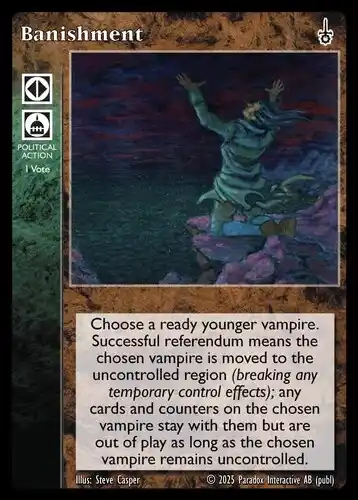 Banishment
POLITICAL
ACTION
1 Vote
Choose a ready younger vampire.
Successful referendum means the
chosen vampire is moved to the
uncontrolled region (breaking any
temporary control effects); any
cards and counters on the chosen
vampire stay with them but are
out of play as long as the chosen
vampire remains uncontrolled.
Illus: Steve Casper © 2025 Paradox Interactive AB (publ)